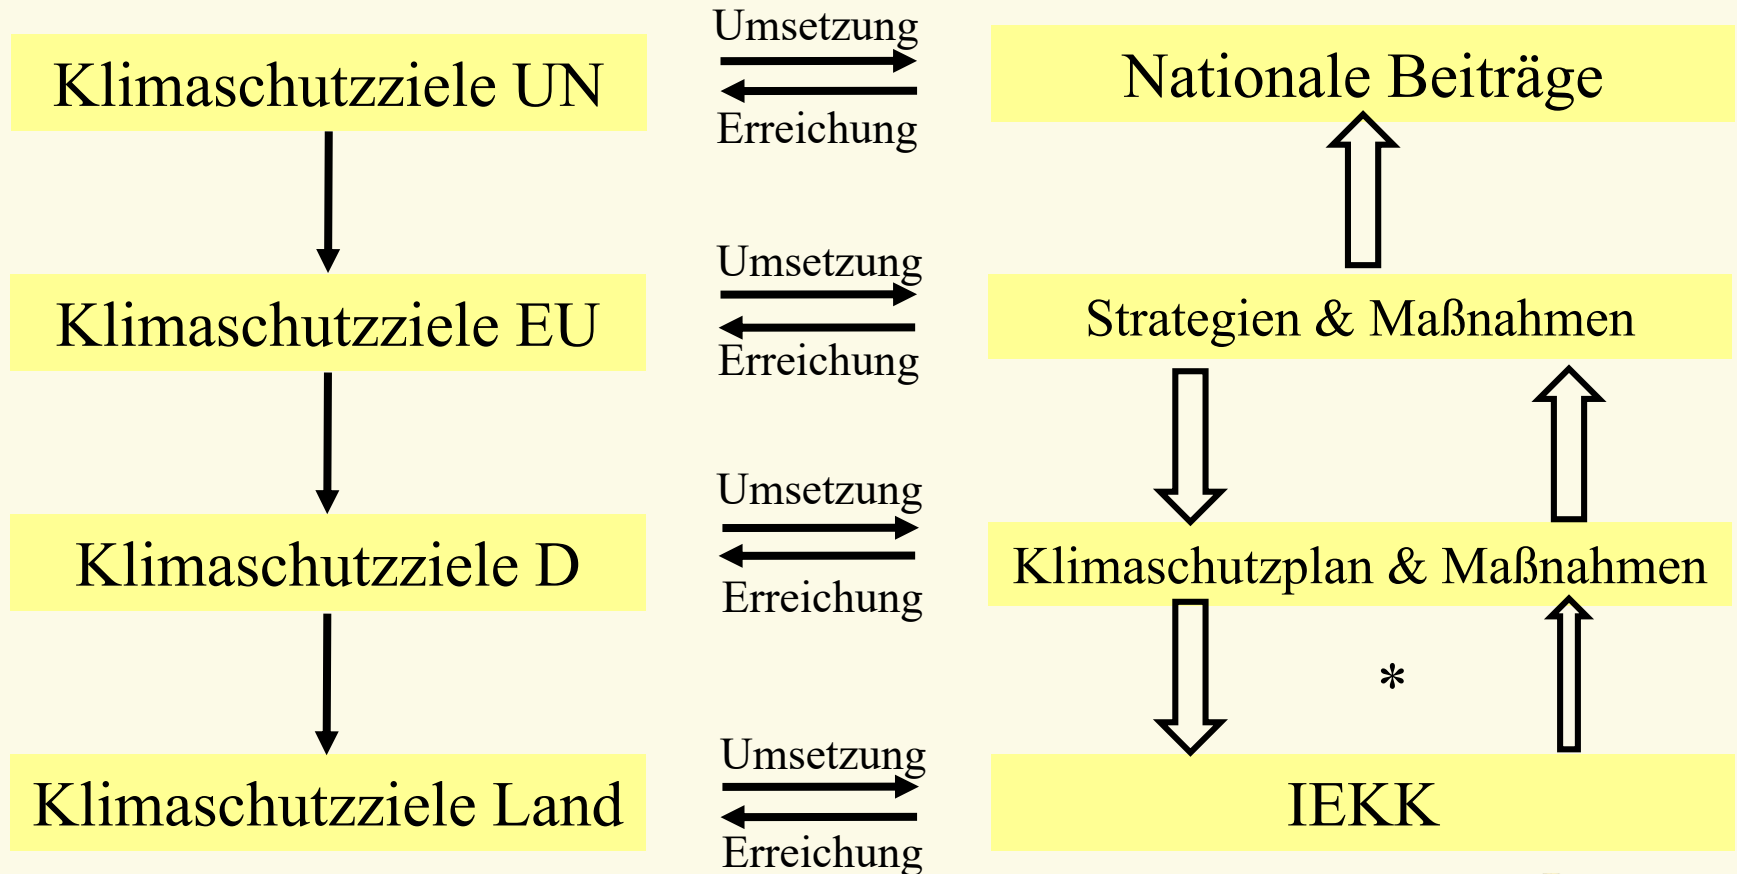 Umsetzung
Klimaschutzziele UN
Nationale Beiträge
Erreichung
Umsetzung
Klimaschutzziele EU
Strategien & Maßnahmen
Erreichung
Umsetzung
Klimaschutzziele D
Klimaschutzplan & Maßnahmen
Erreichung
*
Umsetzung
Klimaschutzziele Land
IEKK
Erreichung